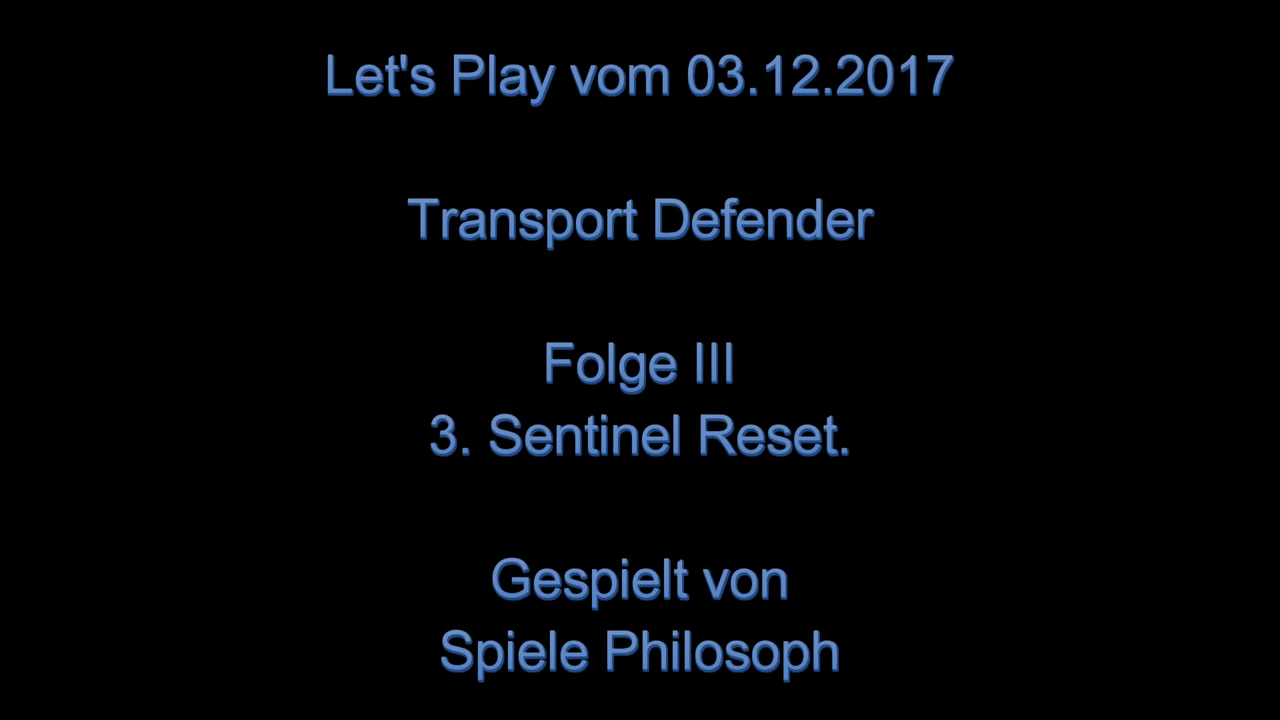 Let's Play vom 03.12.2017
Transport Defender
Folge III
3. Sentinel Reset.
Gespielt von
Spiele Philosoph